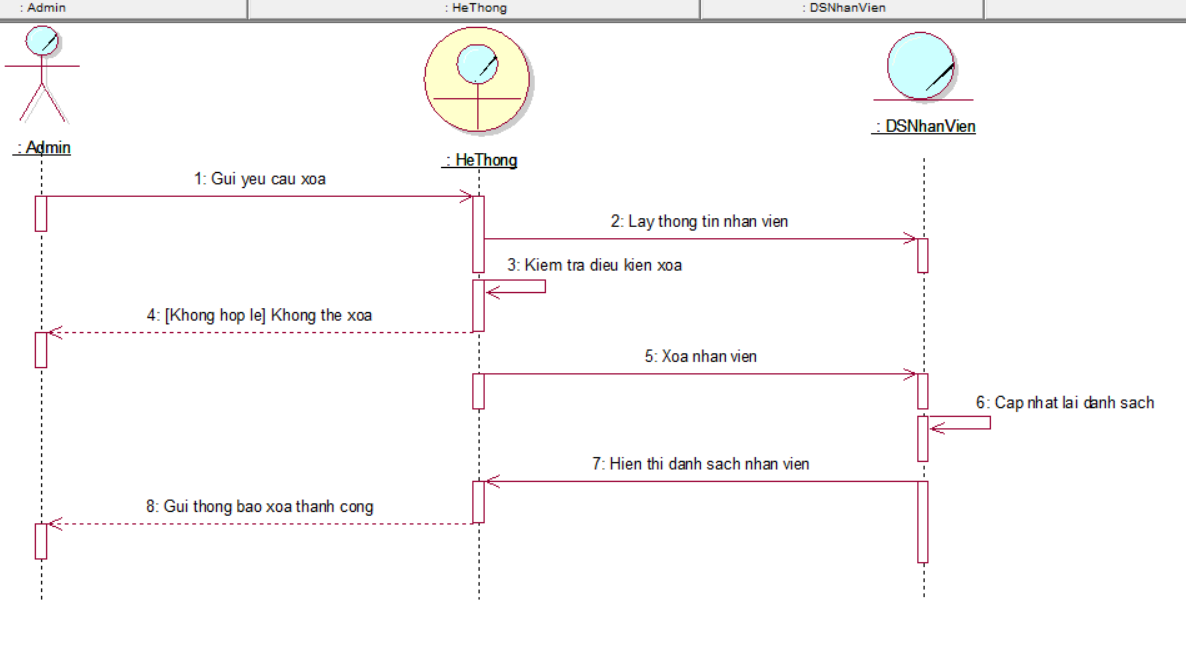 : Admin
: HeThong
: DSNhanVien
: Admin
: HeThong
: DSNhanVien
1: Gui yeu cau xoa
2: Lay thong tin nhan vien
3: Kiem tra dieu kien xoa
4: [Khong hop le] Khong the xoa
5: Xoa nhan vien
6: Cap nhat lai danh sach
7: Hien thi danh sach nhan vien
8: Gui thong bao xoa thanh cong